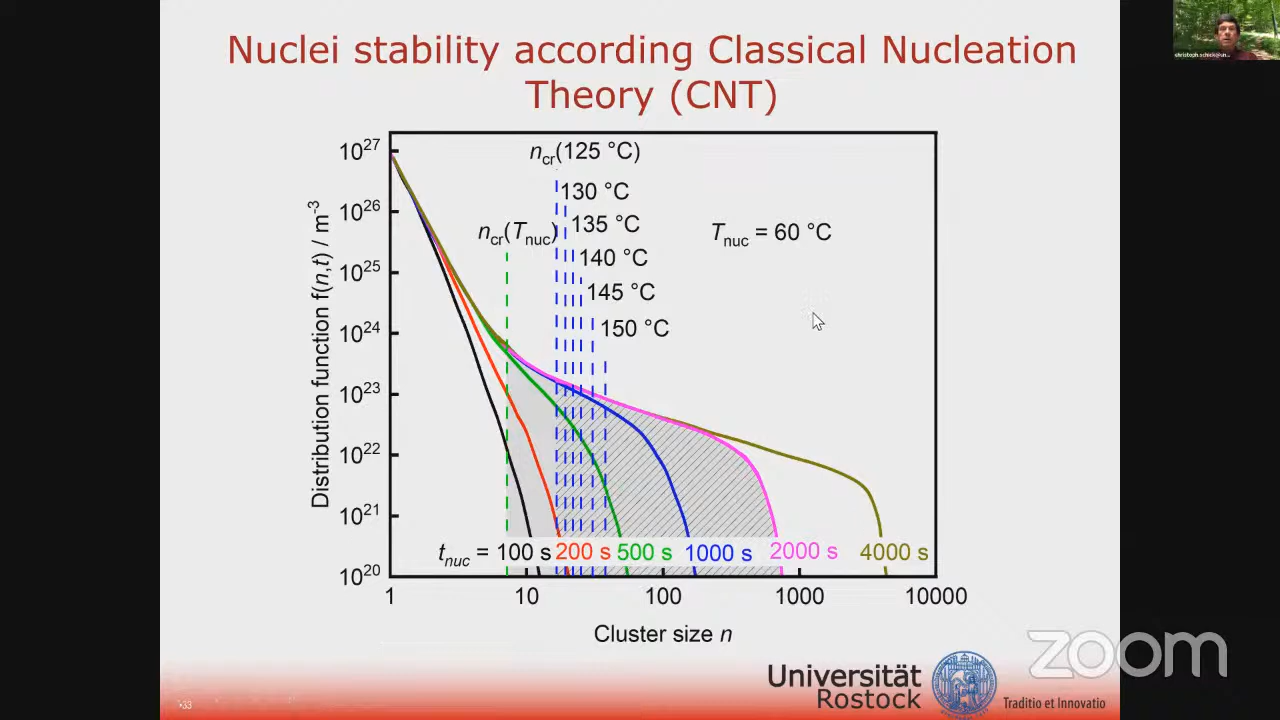 Nuclei stability according Classical Nucleation
Theory (CNT)
Distribution function f(n,t) / m⁻³
10²⁷
10²⁶
10²⁵
10²⁴
10²³
10²²
10²¹
10²⁰
n_cr(125 °C)
130 °C
n_cr(T_nuc)
135 °C
T_nuc = 60 °C
140 °C
145 °C
150 °C
t_nuc = 100 s 200 s 500 s 1000 s 2000 s 4000 s
1 10 100 1000 10000
Cluster size n
zoom
Universität
Rostock
Traditio et Innovatio
33